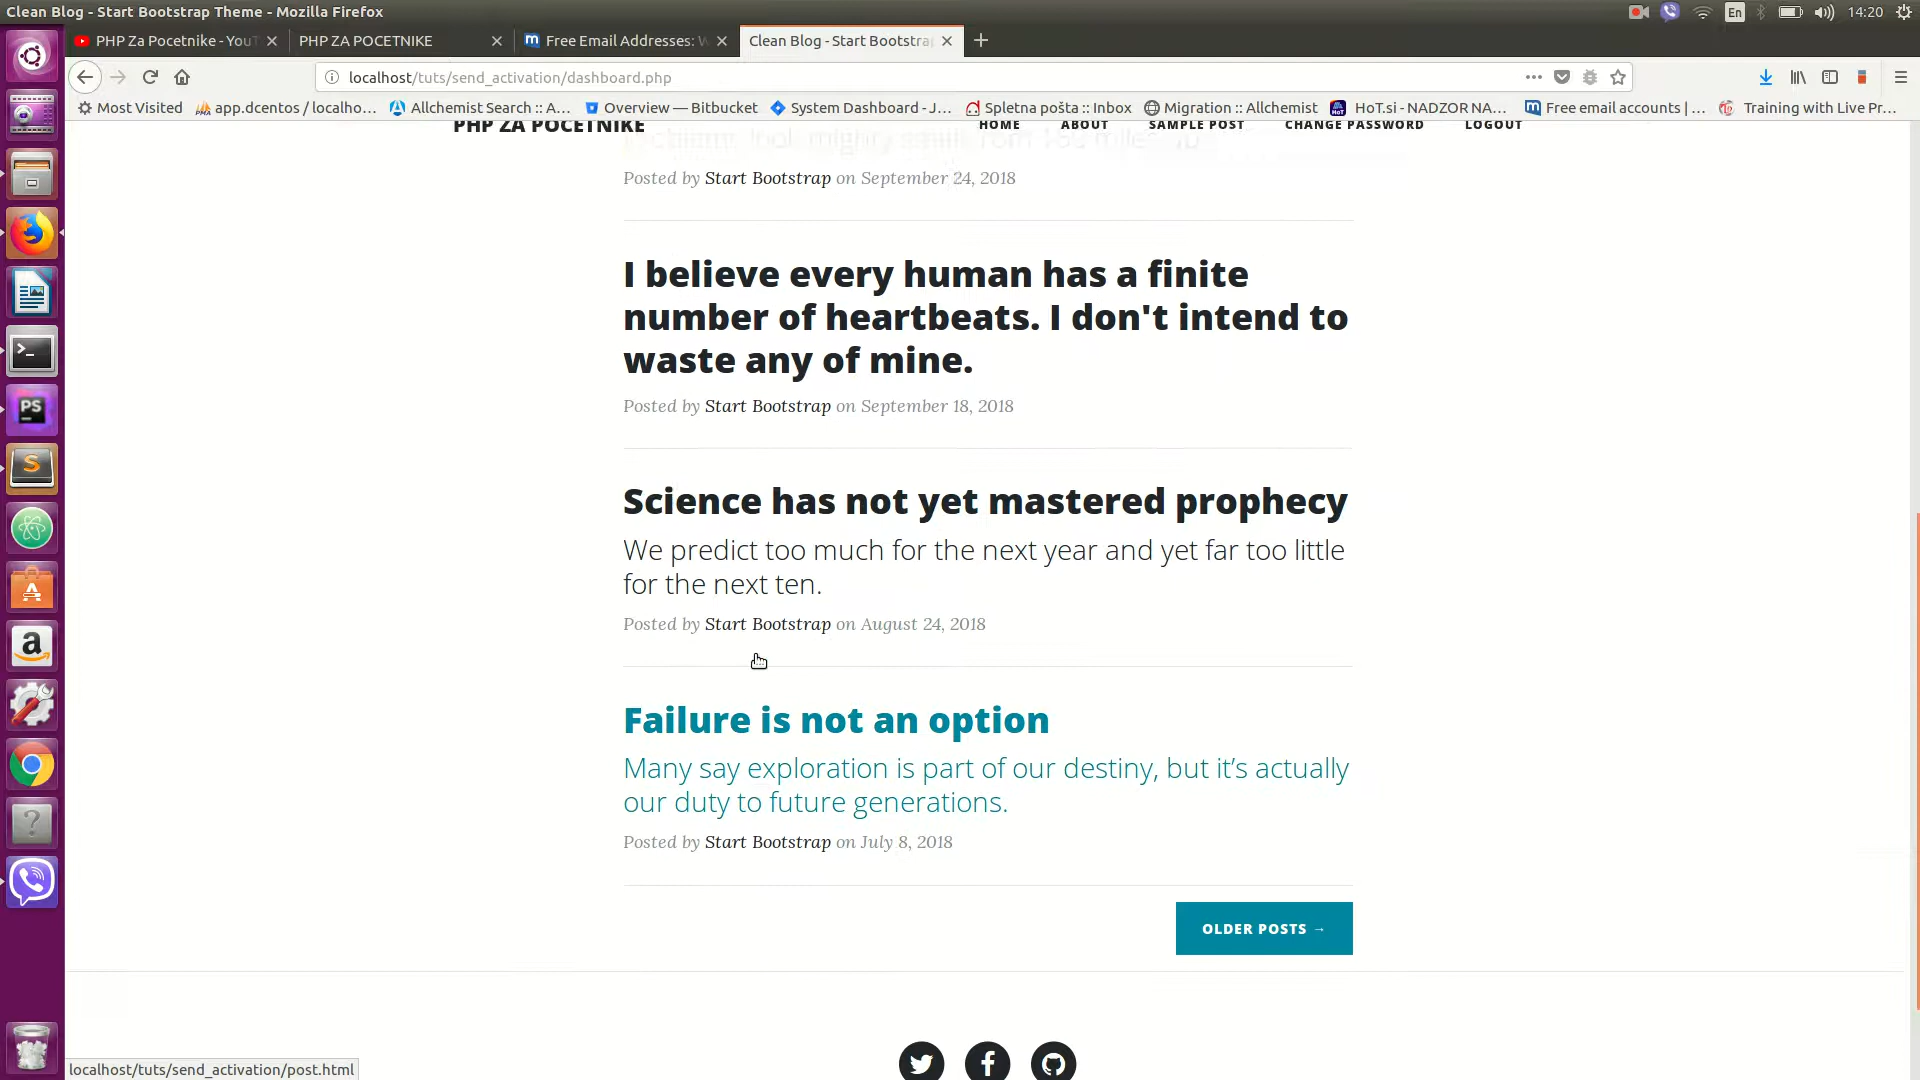 Clean Blog - Start Bootstrap Theme - Mozilla Firefox
En
14:20
PHP Za Pocetnike - You
PHP ZA POCETNIKE
Free Email Addresses: W
Clean Blog - Start Bootstra
localhost/tuts/send_activation/dashboard.php
Most Visited
app.dcentos / localho...
Allchemist Search :: A...
Overview — Bitbucket
System Dashboard - J...
Spletna pošta :: Inbox
Migration :: Allchemist
HoT.si - NADZOR NA...
Free email accounts | ...
Training with Live Pr...
PHP ZA POCETNIKE
HOME
ABOUT
SAMPLE POST
CHANGE PASSWORD
LOGOUT
Posted by Start Bootstrap on September 24, 2018
I believe every human has a finite
number of heartbeats. I don't intend to
waste any of mine.
Posted by Start Bootstrap on September 18, 2018
Science has not yet mastered prophecy
We predict too much for the next year and yet far too little
for the next ten.
Posted by Start Bootstrap on August 24, 2018
Failure is not an option
Many say exploration is part of our destiny, but it’s actually
our duty to future generations.
Posted by Start Bootstrap on July 8, 2018
OLDER POSTS →
localhost/tuts/send_activation/post.html